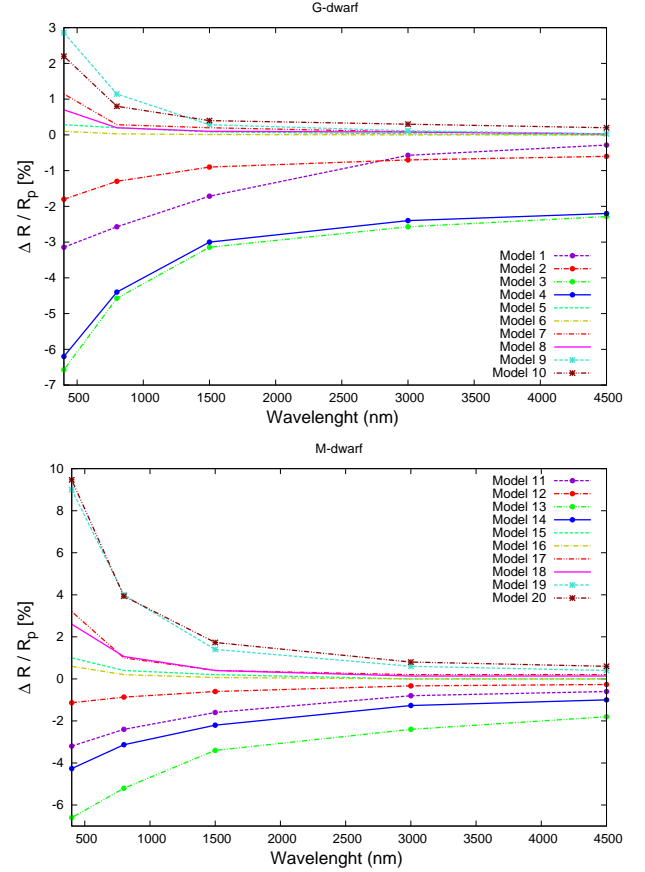 G-dwarf
3
2
1
0
-1
-2
-3
-4
-5
-6
-7
Δ R / Rp [%]
Model 1
Model 2
Model 3
Model 4
Model 5
Model 6
Model 7
Model 8
Model 9
Model 10
500 1000 1500 2000 2500 3000 3500 4000 4500
Wavelenght (nm)
M-dwarf
10
8
6
4
2
0
-2
-4
-6
Δ R / Rp [%]
Model 11
Model 12
Model 13
Model 14
Model 15
Model 16
Model 17
Model 18
Model 19
Model 20
500 1000 1500 2000 2500 3000 3500 4000 4500
Wavelenght (nm)